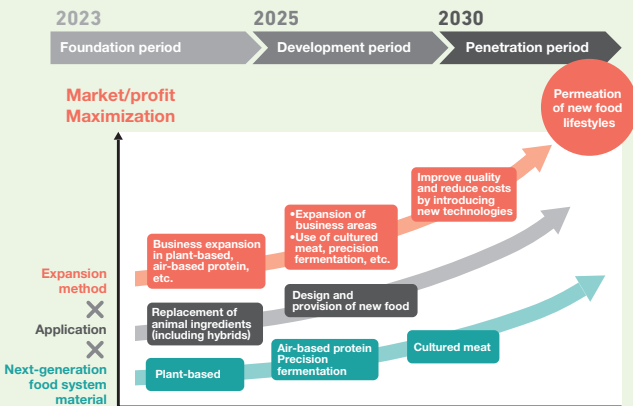 2023
2025
2030
Foundation period
Development period
Penetration period
Market/profit
Maximization
Permeation
of new food
lifestyles
Improve quality
and reduce costs
by introducing
new technologies
•Expansion of
business areas
•Use of cultured
meat, precision
fermentation, etc.
Business expansion
in plant-based,
air-based protein,
etc.
Expansion
method
Design and
provision of new food
Replacement of
animal ingredients
(including hybrids)
Application
Air-based protein
Precision
fermentation
Cultured meat
Plant-based
Next-generation
food system
material